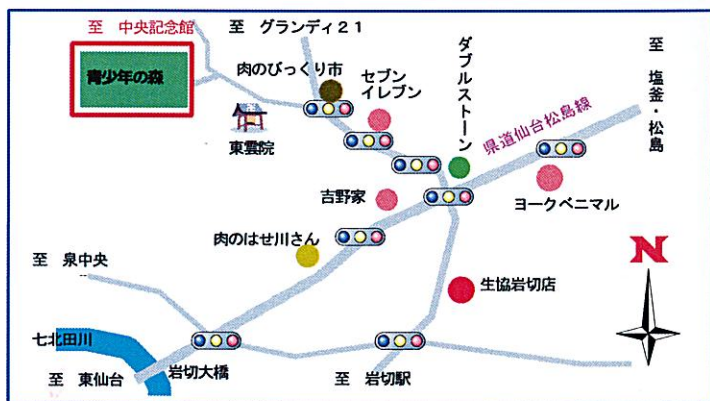 至 中央記念館
至 グランディ21
青少年の森
肉のびっくり市
セブン
イレブン
ダブルストーン
至 塩釜・松島
東雲院
県道仙台松島線
吉野家
ヨークベニマル
肉のはせ川さん
至 泉中央
生協岩切店
N
七北田川
至 東仙台
岩切大橋
至 岩切駅